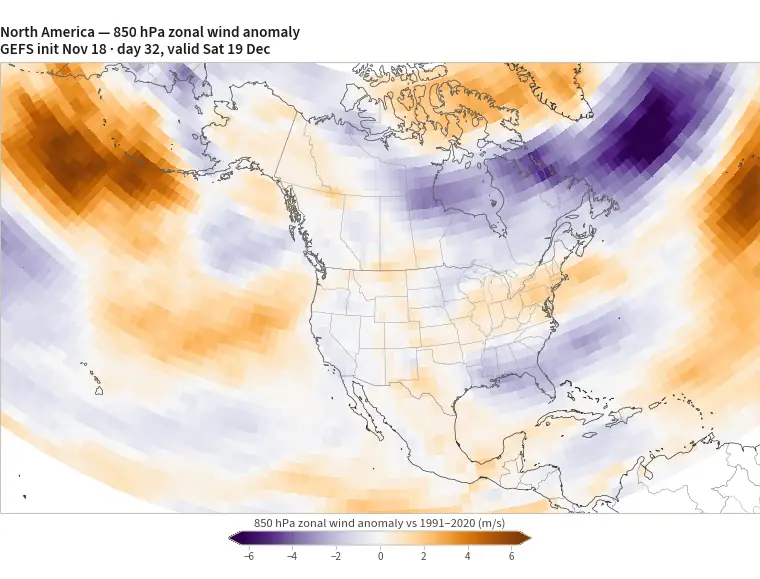 North America — 850 hPa zonal wind anomaly
GEFS init Nov 18 · day 32, valid Sat 19 Dec
850 hPa zonal wind anomaly vs 1991–2020 (m/s)
−6 −4 −2 0 2 4 6